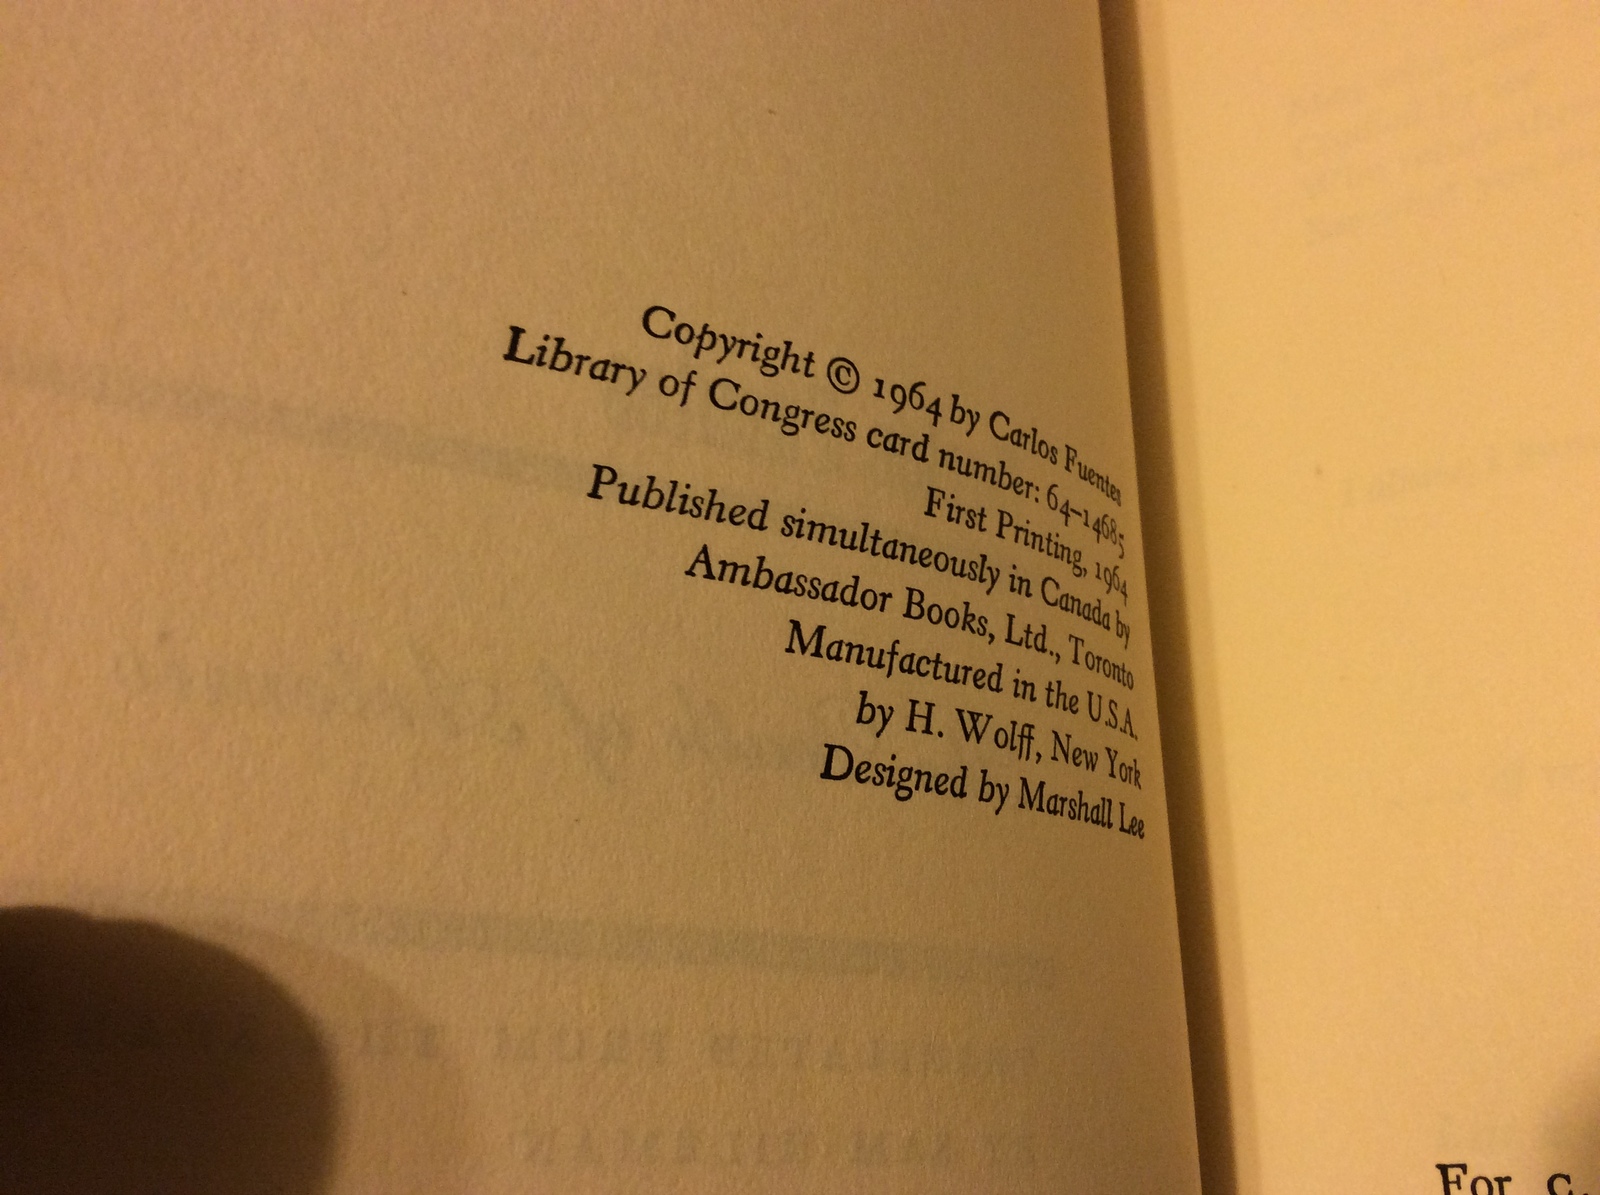 Copyright © 1964 by Carlos Fuentes
Library of Congress card number: 64–14685
First Printing, 1964
Published simultaneously in Canada by
Ambassador Books, Ltd., Toronto
Manufactured in the U.S.A.
by H. Wolff, New York
Designed by Marshall Lee
For C.